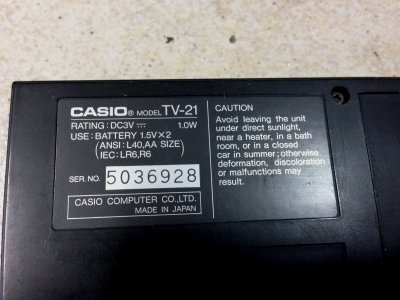 CASIO® MODEL TV-21
RATING: DC3V⎓ 1.0W
USE: BATTERY 1.5V×2
(ANSI: L40,AA SIZE)
(IEC: LR6,R6)
SER. NO. 5036928
CASIO COMPUTER CO.,LTD.
MADE IN JAPAN
CAUTION
Avoid leaving the unit
under direct sunlight,
near a heater, in a bath
room, or in a closed
car in summer; otherwise
deformation, discoloration
or malfunctions may
result.